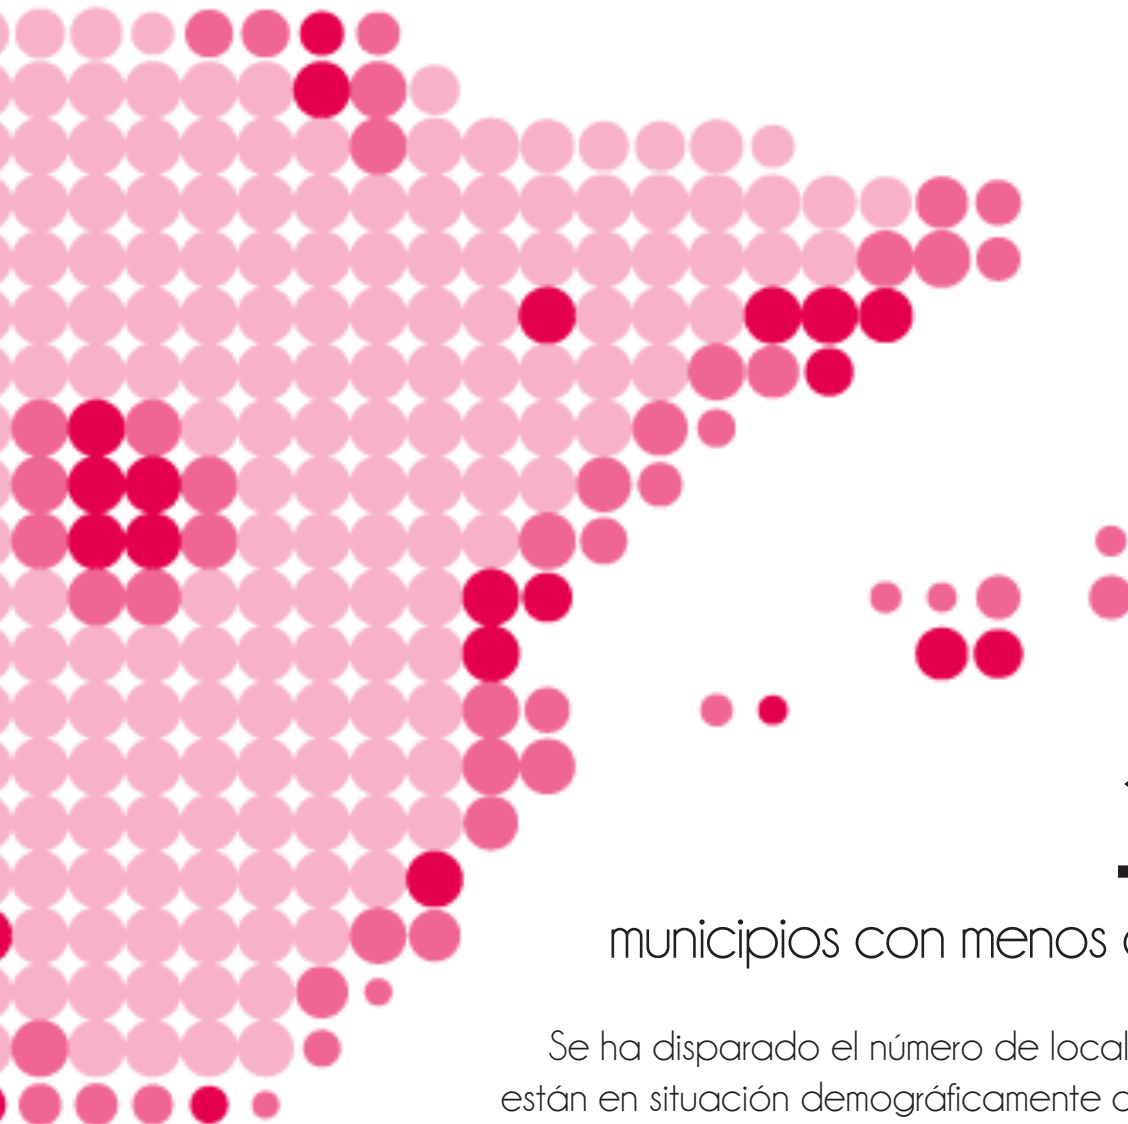 municipios con menos
Se ha disparado el número de
están en situación demográficamente